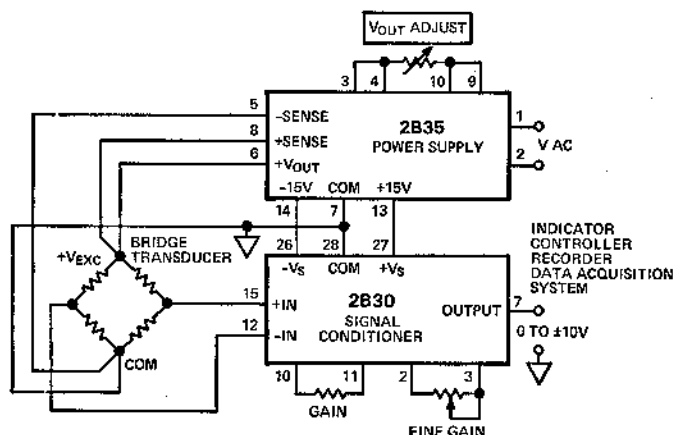 VOUT ADJUST
3 4 10 9
5 -SENSE
8 +SENSE
6 +VOUT
2B35
POWER SUPPLY
1
V AC
2
-15V COM +15V
14 7 13
+VEXC
BRIDGE
TRANSDUCER
COM
26 28 27
-VS COM +VS
15 +IN
12 -IN
2B30
SIGNAL
CONDITIONER
OUTPUT 7
INDICATOR
CONTROLLER
RECORDER
DATA ACQUISITION
SYSTEM
0 TO ±10V
10 11 2 3
GAIN
FINE GAIN